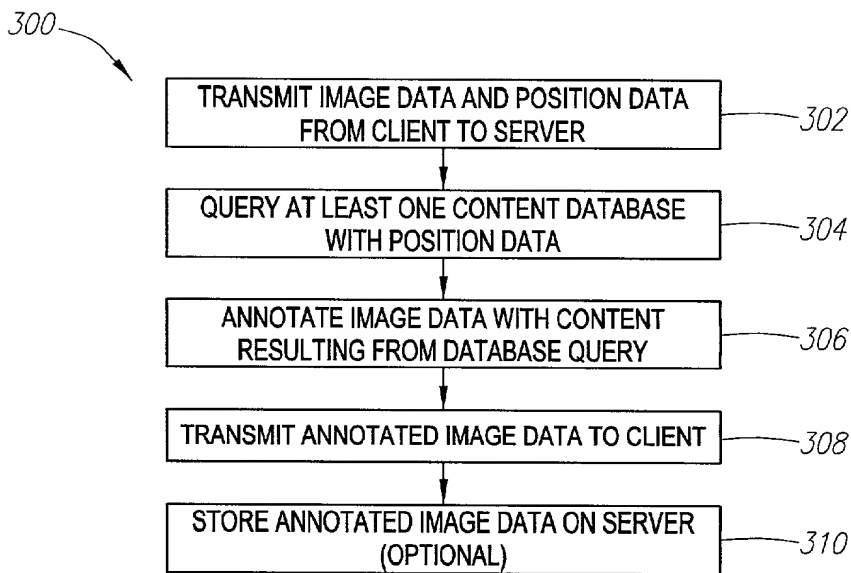 300
TRANSMIT IMAGE DATA AND POSITION DATA
FROM CLIENT TO SERVER
302
QUERY AT LEAST ONE CONTENT DATABASE
WITH POSITION DATA
304
ANNOTATE IMAGE DATA WITH CONTENT
RESULTING FROM DATABASE QUERY
306
TRANSMIT ANNOTATED IMAGE DATA TO CLIENT
308
STORE ANNOTATED IMAGE DATA ON SERVER
(OPTIONAL)
310